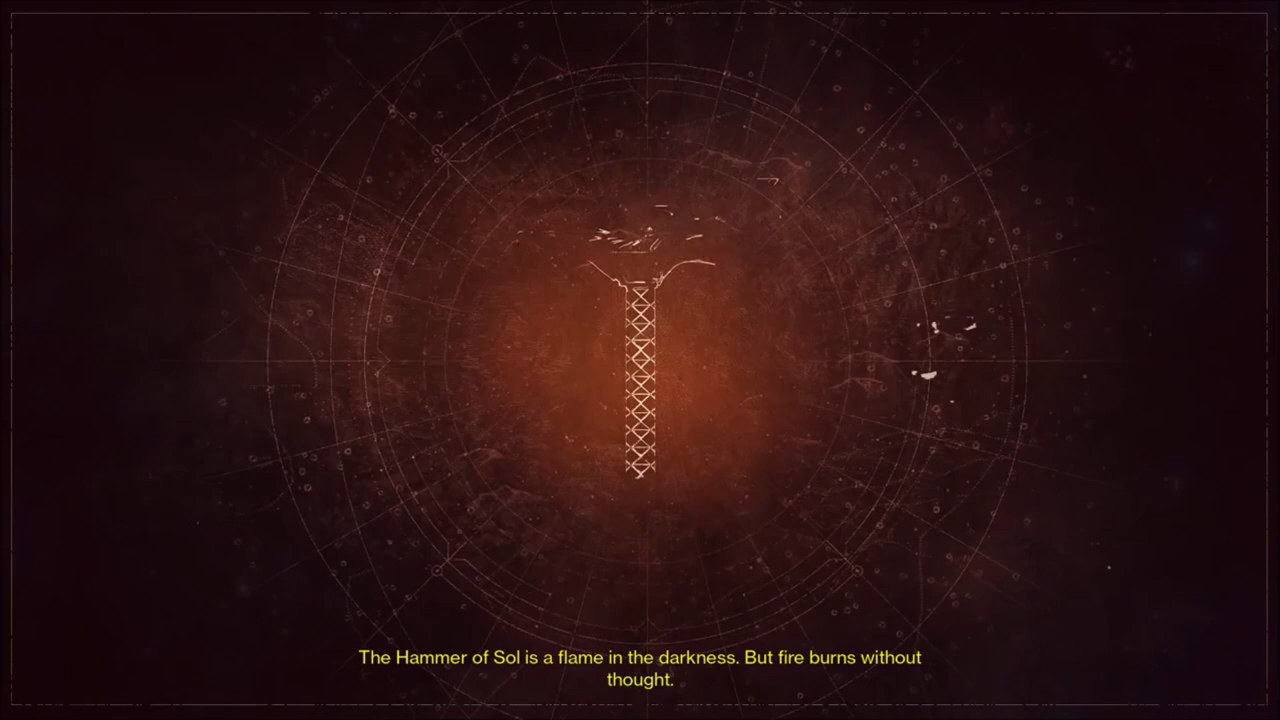 The Hammer of Sol is a flame in the darkness. But fire burns without
thought.